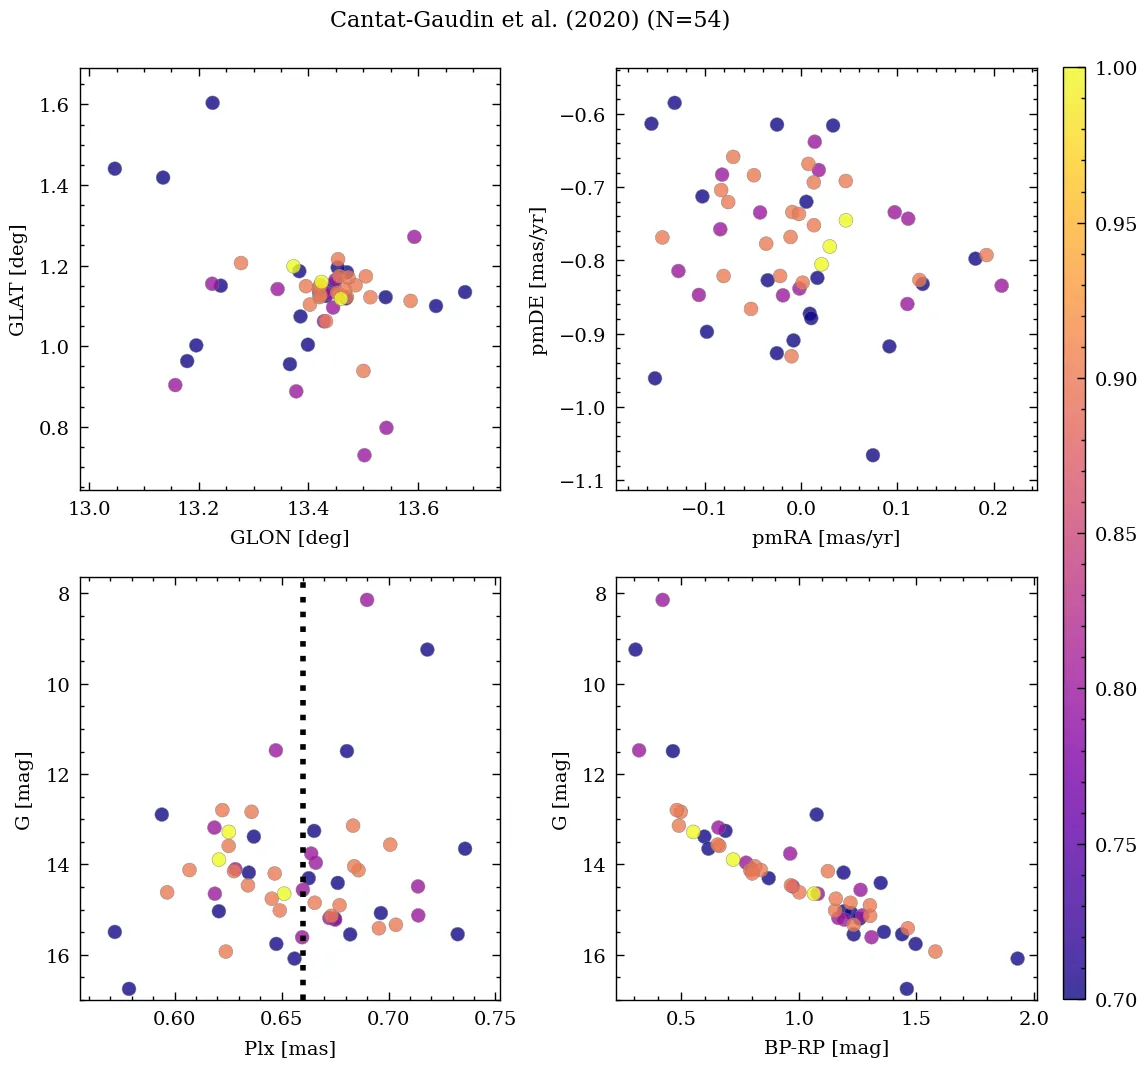 Cantat-Gaudin et al. (2020) (N=54)
1.6
1.4
1.2
1.0
0.8
GLAT [deg]
13.0 13.2 13.4 13.6
GLON [deg]
−0.6
−0.7
−0.8
−0.9
−1.0
−1.1
pmDE [mas/yr]
−0.1 0.0 0.1 0.2
pmRA [mas/yr]
8
10
12
14
16
G [mag]
0.60 0.65 0.70 0.75
Plx [mas]
8
10
12
14
16
G [mag]
0.5 1.0 1.5 2.0
BP-RP [mag]
1.00
0.95
0.90
0.85
0.80
0.75
0.70